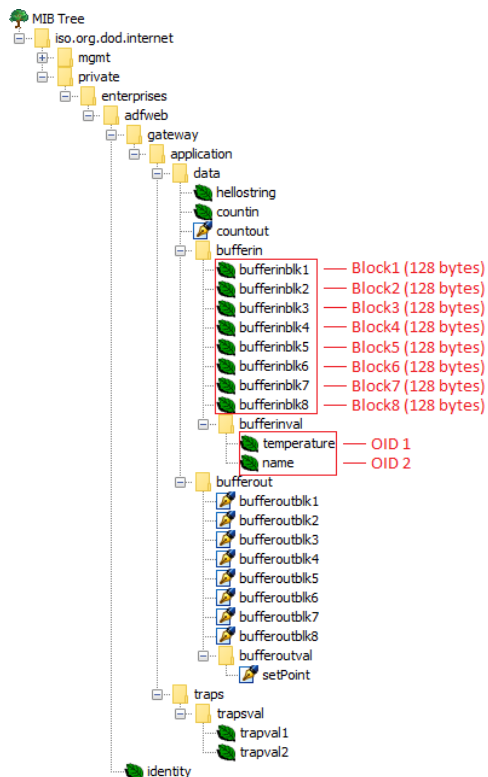 MIB Tree
iso.org.dod.internet
mgmt
private
enterprises
adfweb
gateway
application
data
hellostring
countin
countout
bufferin
bufferinblk1 Block1 (128 bytes)
bufferinblk2 Block2 (128 bytes)
bufferinblk3 Block3 (128 bytes)
bufferinblk4 Block4 (128 bytes)
bufferinblk5 Block5 (128 bytes)
bufferinblk6 Block6 (128 bytes)
bufferinblk7 Block7 (128 bytes)
bufferinblk8 Block8 (128 bytes)
bufferinval
temperature OID 1
name OID 2
bufferout
bufferoutblk1
bufferoutblk2
bufferoutblk3
bufferoutblk4
bufferoutblk5
bufferoutblk6
bufferoutblk7
bufferoutblk8
bufferoutval
setPoint
traps
trapsval
trapval1
trapval2
identity